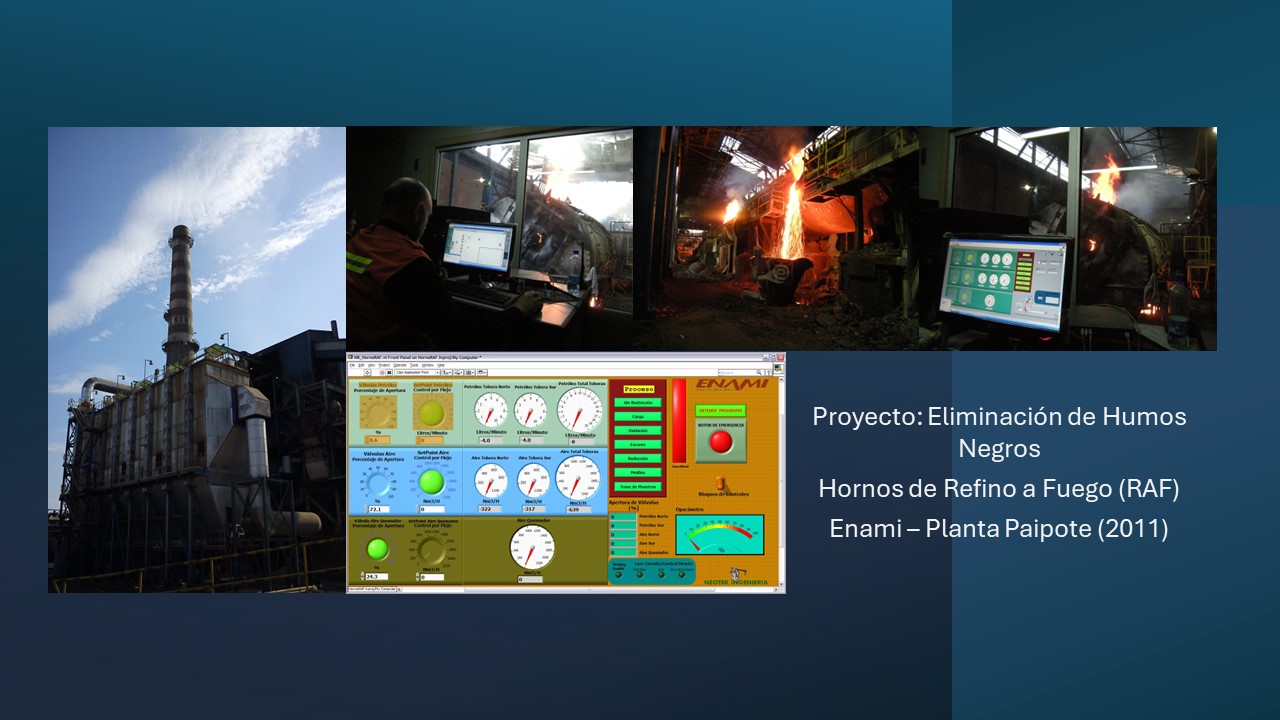 Proyecto: Eliminación de Humos
Negros
Hornos de Refino a Fuego (RAF)
Enami – Planta Paipote (2011)
Válvulas Petróleo
Porcentaje de Apertura
SetPoint Petróleo
Control por Flujo
%
Litros/Minuto
Petróleo Tobera Norte
Petróleo Tobera Sur
Petróleo Total Toberas
Litros/Minuto
Litros/Minuto
Litros/Minuto
-4.0
-4.0
Válvulas Aire
Porcentaje de Apertura
SetPoint Aire
Control por Flujo
%
Nm3/H
72.1
0
Aire Tobera Norte
Aire Tobera Sur
Aire Total Toberas
Nm3/H
Nm3/H
Nm3/H
-322
-317
-639
Válvula Aire Quemador
Porcentaje de Apertura
SetPoint Aire Quemador
Control por Flujo
%
Nm3/H
24.3
0
Aire Quemador
Nm3/H
0
Proceso
Carga
Oxidación
Escoreo
Reducción
Moldeo
Toma de Muestras
ENAMI
DETENER PROGRAMA
BOTON DE EMERGENCIA
Bloqueo de Controles
Apertura de Válvulas
[%]
Petróleo Norte
Petróleo Sur
Aire Norte
Aire Sur
Aire Quemador
Opacímetro
%
NEOTEK INGENIERIA